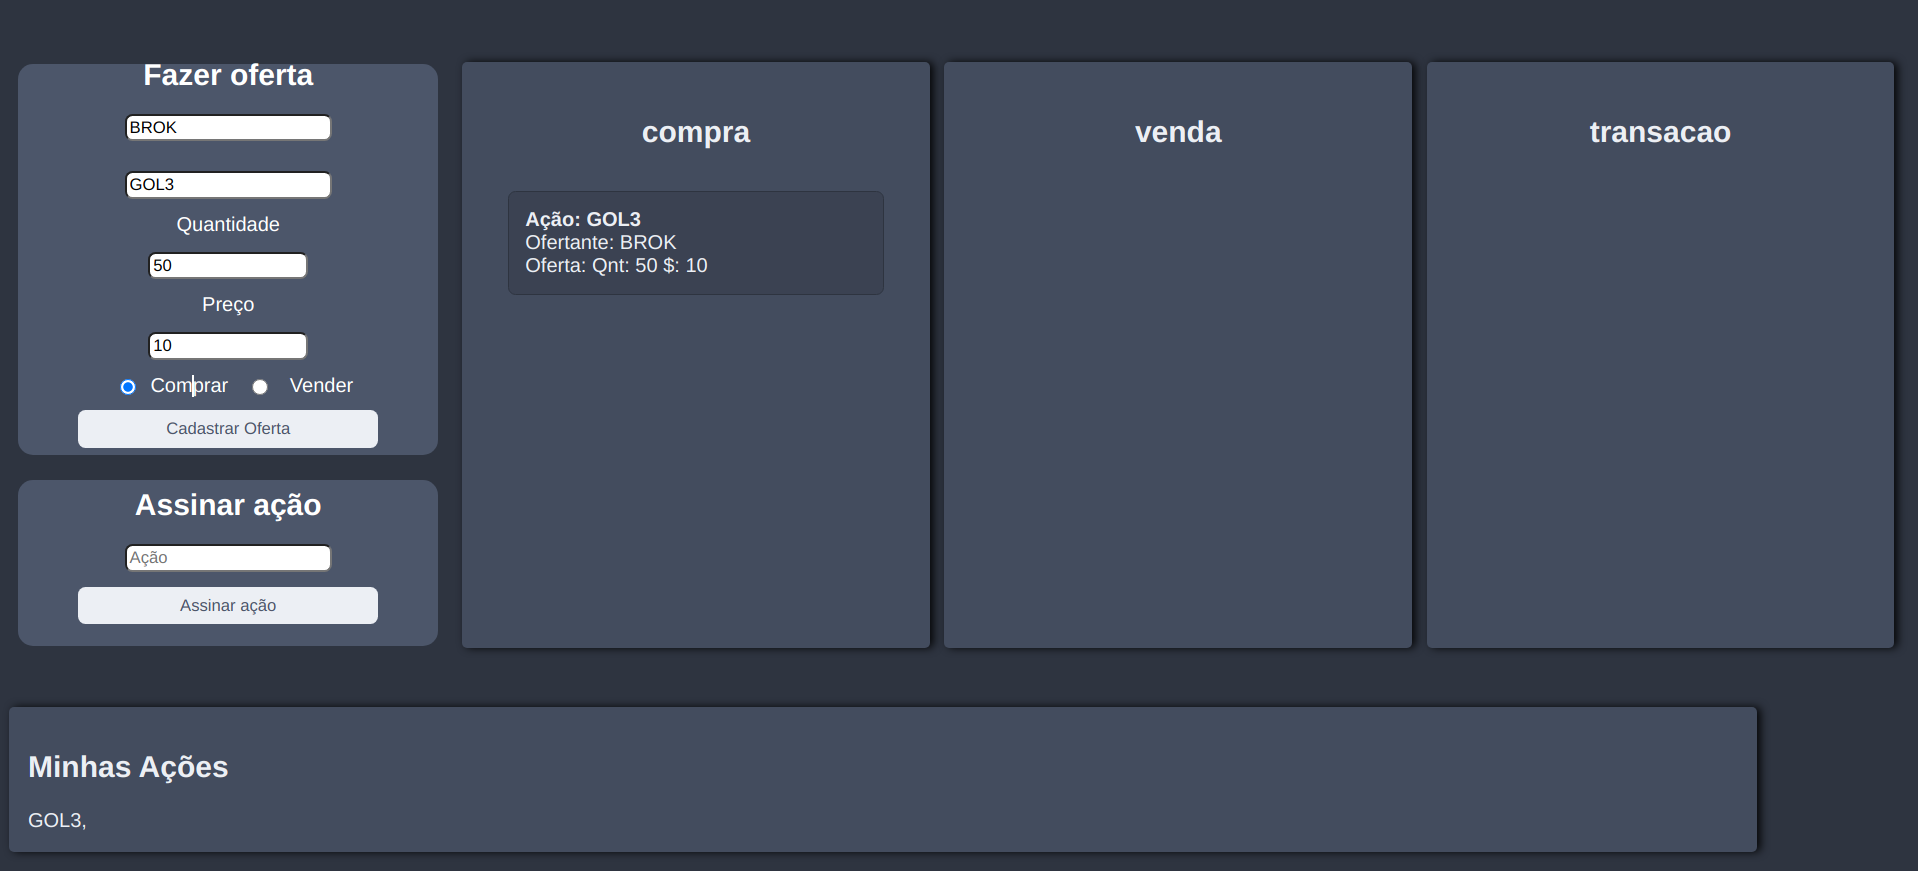 Fazer oferta
BROK
GOL3
Quantidade
50
Preço
10
Comprar Vender
Cadastrar Oferta
Assinar ação
Ação
Assinar ação
compra
Ação: GOL3
Ofertante: BROK
Oferta: Qnt: 50 $: 10
venda
transacao
Minhas Ações
GOL3,